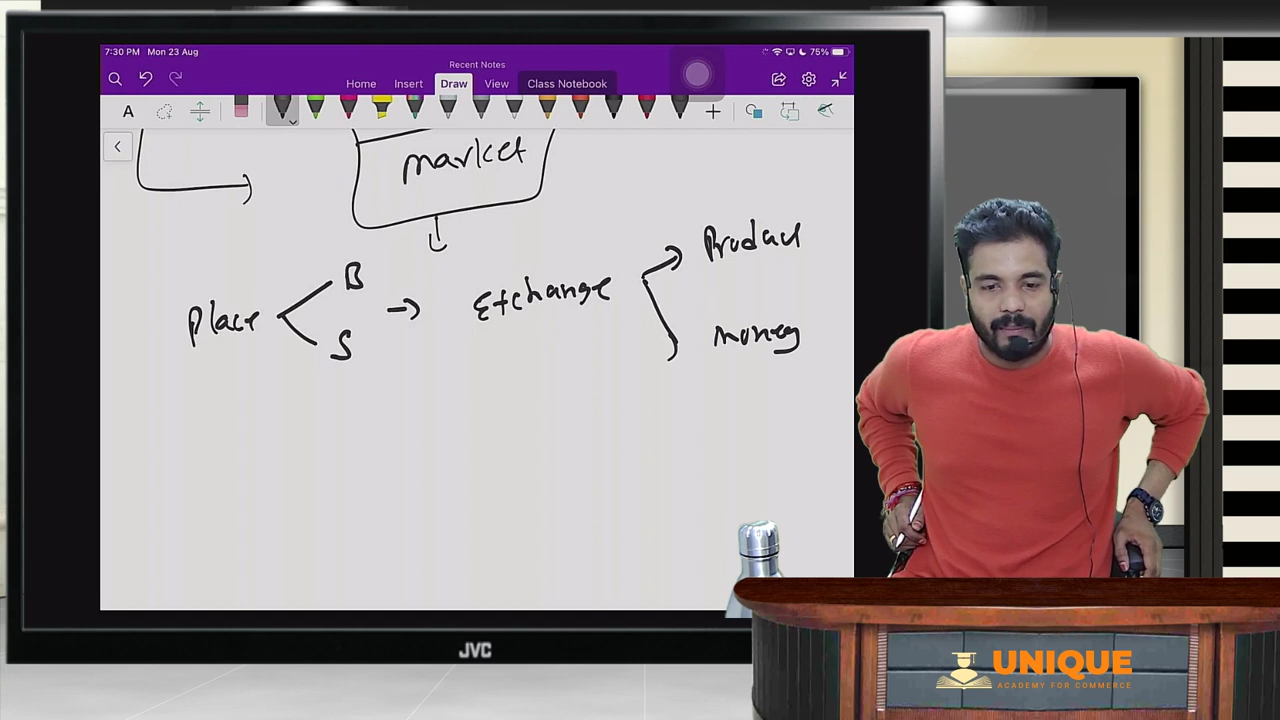 7:30 PM Mon 23 Aug
75%
Recent Notes
Home Insert Draw View Class Notebook
A
market
Place B S → Exchange Product money
JVC
UNIQUE
ACADEMY FOR COMMERCE